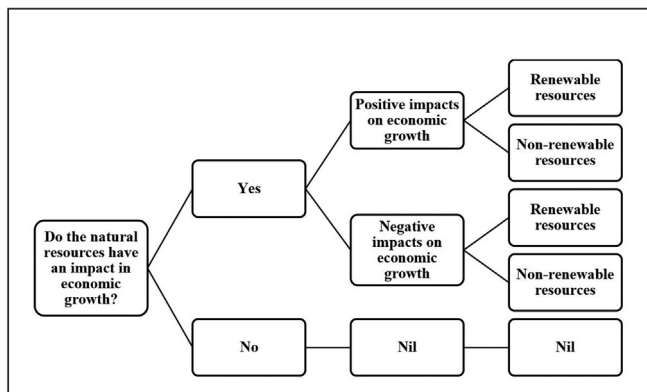 Do the natural
resources have
an impact in
economic
growth?
Yes
No
Positive impacts
on economic
growth
Negative
impacts on
economic
growth
Nil
Renewable
resources
Non-renewable
resources
Renewable
resources
Non-renewable
resources
Nil